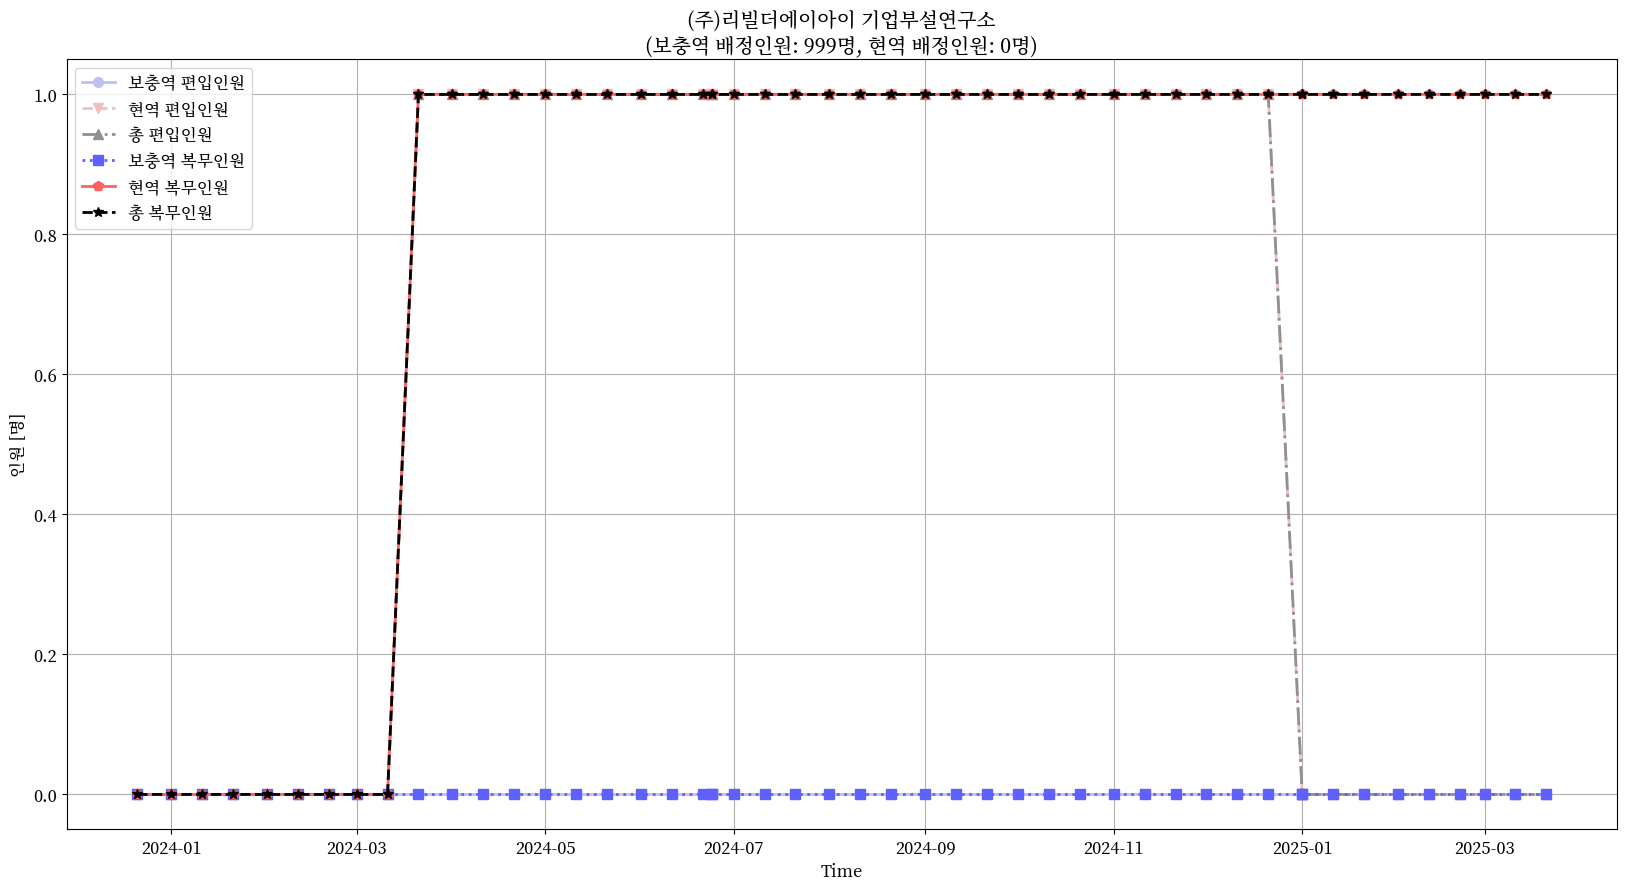 (주)리빌더에이아이 기업부설연구소
(보충역 배정인원: 999명, 현역 배정인원: 0명)
보충역 편입인원
현역 편입인원
총 편입인원
보충역 복무인원
현역 복무인원
총 복무인원
인원 [명]
1.0
0.8
0.6
0.4
0.2
0.0
2024-01
2024-03
2024-05
2024-07
2024-09
2024-11
2025-01
2025-03
Time